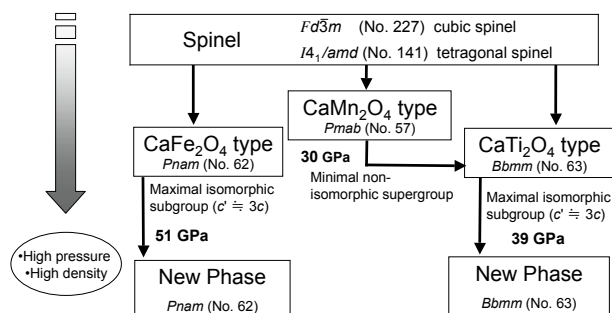 Spinel
Fd3̅m (No. 227) cubic spinel
I4₁/amd (No. 141) tetragonal spinel
CaMn₂O₄ type
Pmab (No. 57)
CaFe₂O₄ type
Pnam (No. 62)
CaTi₂O₄ type
Bbmm (No. 63)
30 GPa
Minimal non-
isomorphic supergroup
Maximal isomorphic
subgroup (c' ≒ 3c)
51 GPa
Maximal isomorphic
subgroup (c' ≒ 3c)
39 GPa
•High pressure
•High density
New Phase
Pnam (No. 62)
New Phase
Bbmm (No. 63)